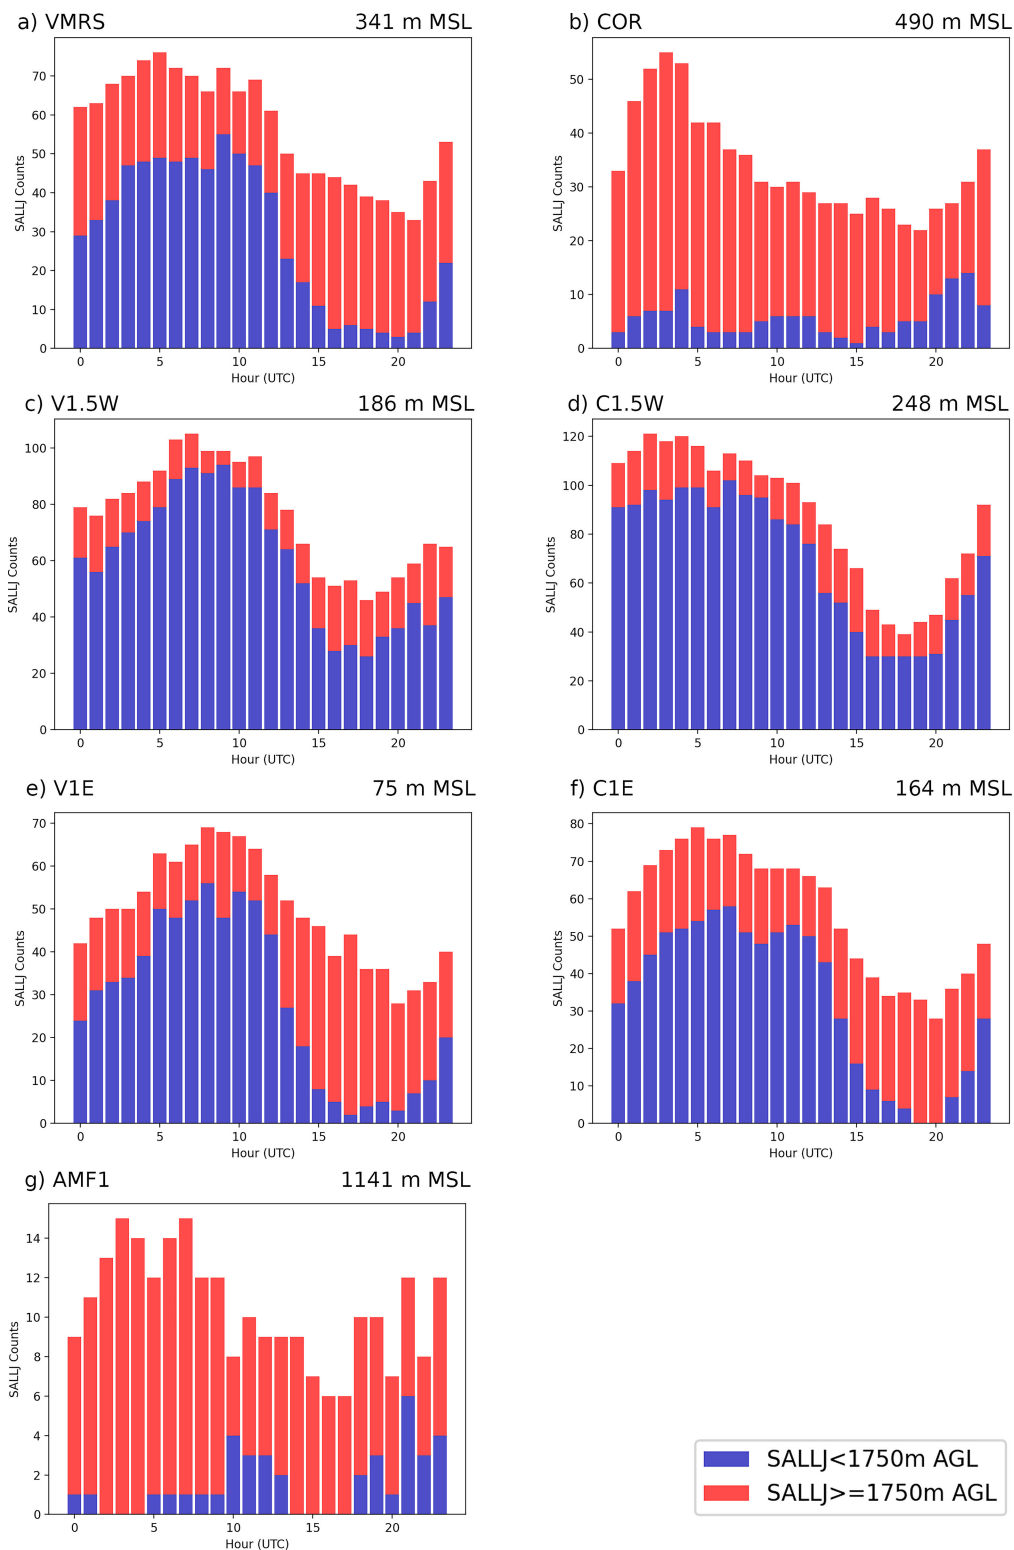 a) VMRS 341 m MSL
70
60
50
40
30
20
10
0
SALLJ Counts
0 5 10 15 20
Hour (UTC)
b) COR 490 m MSL
50
40
30
20
10
0
SALLJ Counts
0 5 10 15 20
Hour (UTC)
c) V1.5W 186 m MSL
100
80
60
40
20
0
SALLJ Counts
0 5 10 15 20
Hour (UTC)
d) C1.5W 248 m MSL
120
100
80
60
40
20
0
SALLJ Counts
0 5 10 15 20
Hour (UTC)
e) V1E 75 m MSL
70
60
50
40
30
20
10
0
SALLJ Counts
0 5 10 15 20
Hour (UTC)
f) C1E 164 m MSL
80
70
60
50
40
30
20
10
0
SALLJ Counts
0 5 10 15 20
Hour (UTC)
g) AMF1 1141 m MSL
14
12
10
8
6
4
2
0
SALLJ Counts
0 5 10 15 20
Hour (UTC)
SALLJ<1750m AGL
SALLJ>=1750m AGL